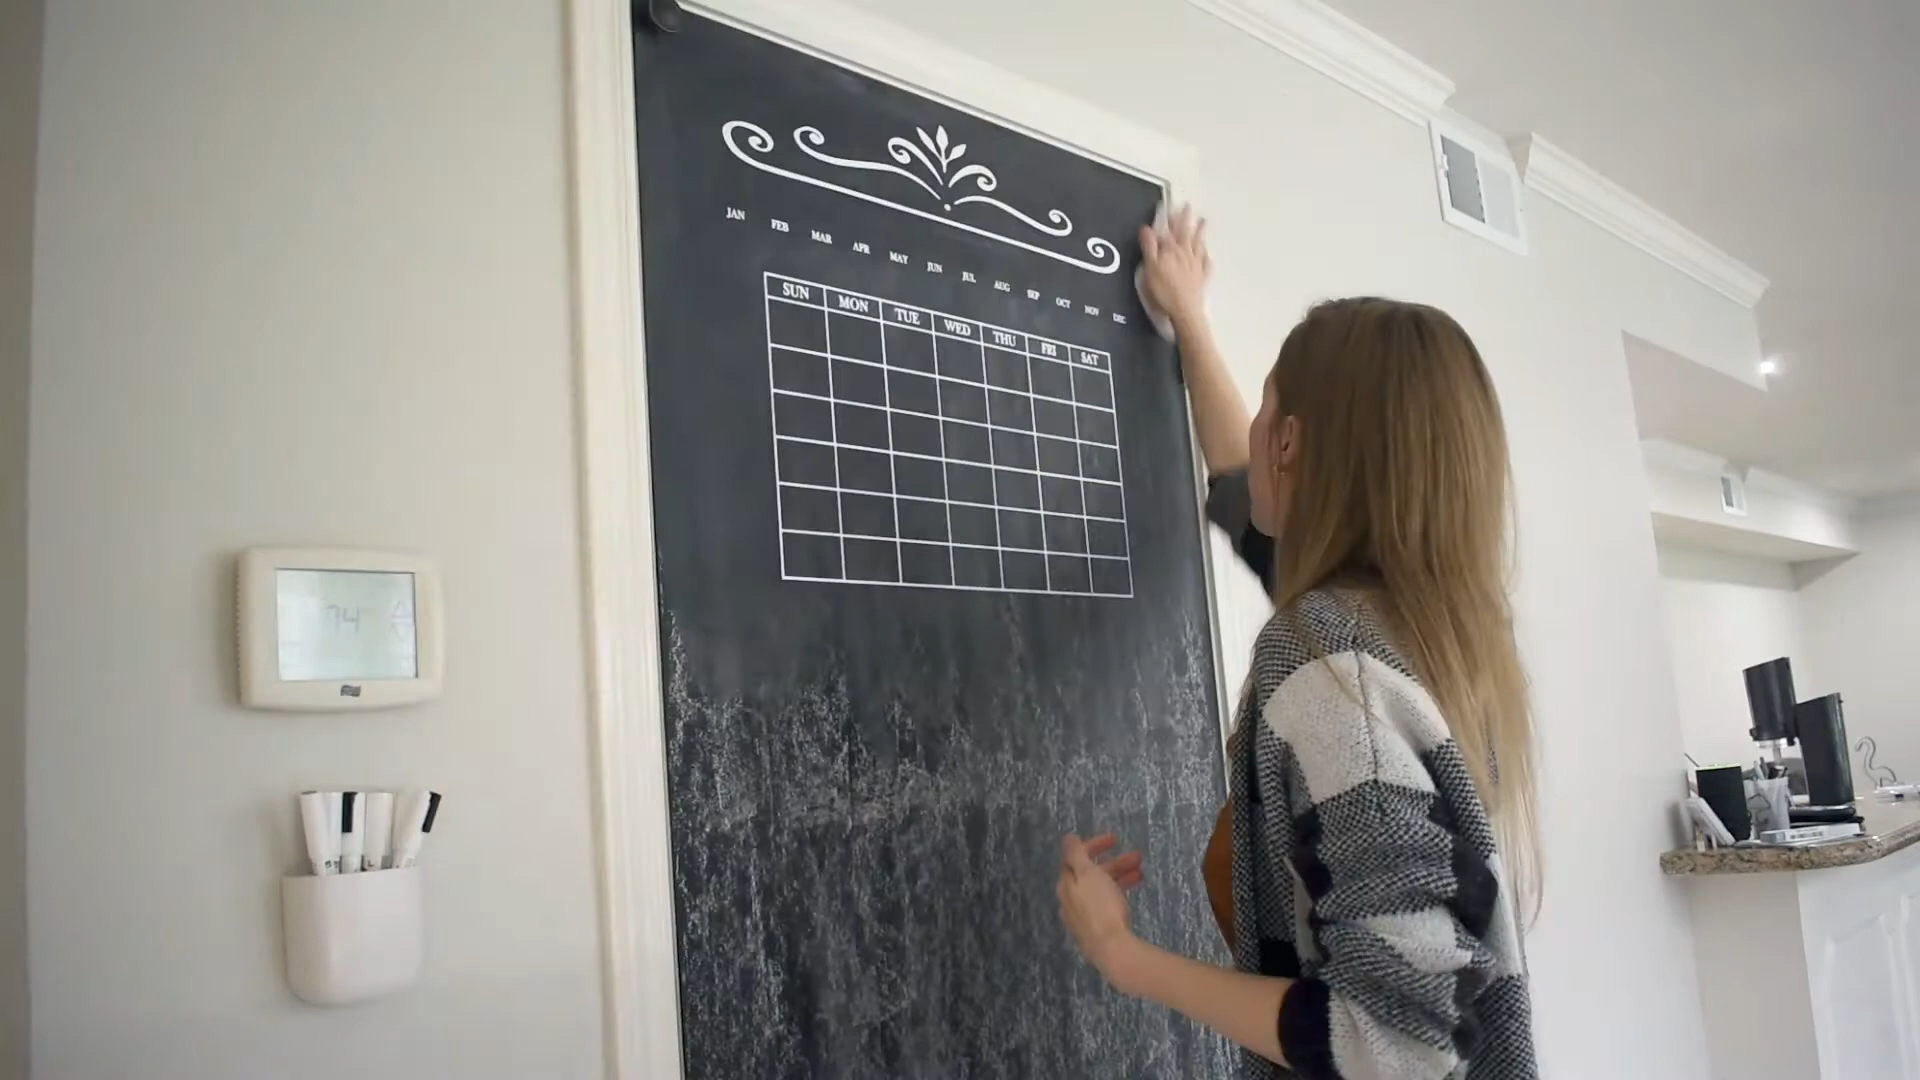 JAN FEB MAR APR MAY JUN JUL AUG SEP OCT NOV DEC
SUN MON TUE WED THU FRI SAT
74